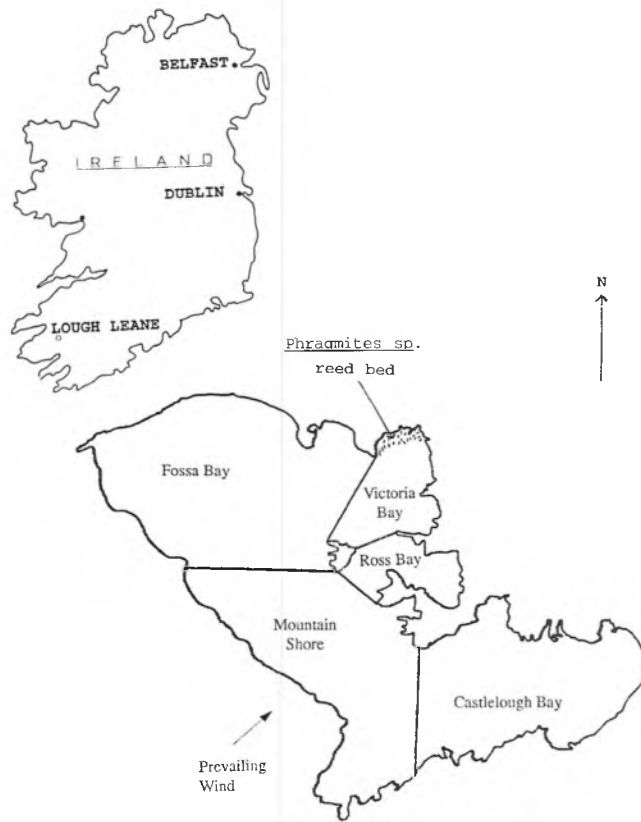 BELFAST
IRELAND
DUBLIN
LOUGH LEANE
N
Phragmites sp.
reed bed
Fossa Bay
Victoria
Bay
Ross Bay
Mountain
Shore
Castlelough Bay
Prevailing
Wind